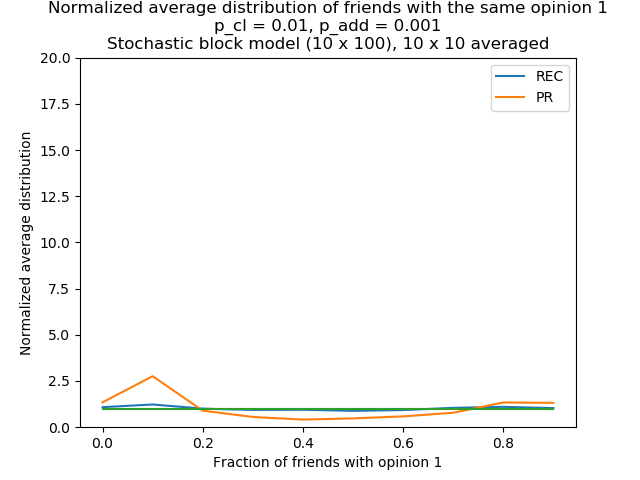 Normalized average distribution of friends with the same opinion 1
p_cl = 0.01, p_add = 0.001
Stochastic block model (10 x 100), 10 x 10 averaged
20.0
17.5
15.0
12.5
10.0
7.5
5.0
2.5
0.0
Normalized average distribution
REC
PR
0.0
0.2
0.4
0.6
0.8
Fraction of friends with opinion 1